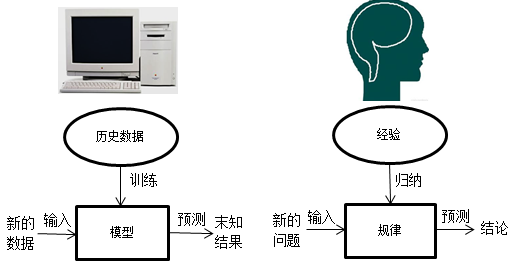 历史数据
训练
新的
数据
输入
模型
预测
末知
结果
经验
归纳
新的
问题
输入
规律
预测
结论